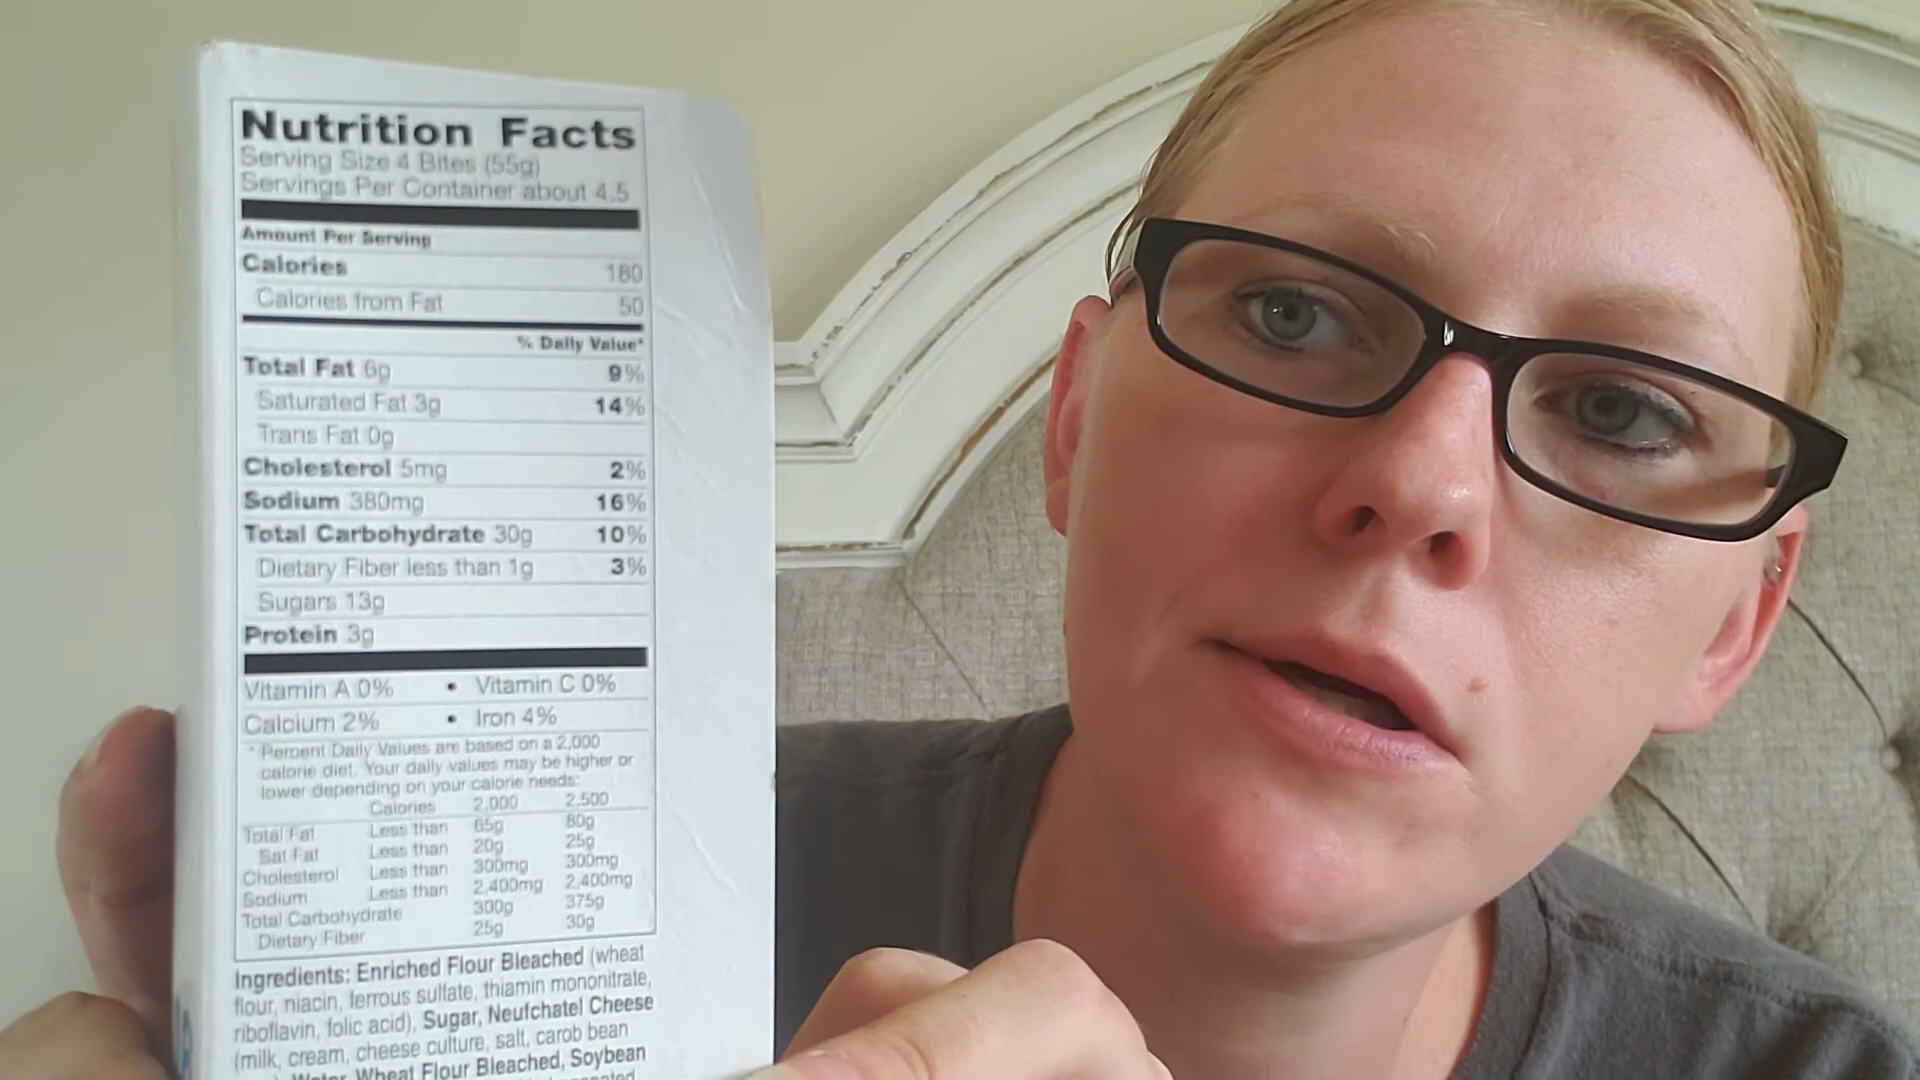 Nutrition Facts
Serving Size 4 Bites (55g)
Servings Per Container about 4.5
Amount Per Serving
Calories 180
Calories from Fat 50
% Daily Value*
Total Fat 6g 9%
Saturated Fat 3g 14%
Trans Fat 0g
Cholesterol 5mg 2%
Sodium 380mg 16%
Total Carbohydrate 30g 10%
Dietary Fiber less than 1g 3%
Sugars 13g
Protein 3g
Vitamin A 0% • Vitamin C 0%
Calcium 2% • Iron 4%
* Percent Daily Values are based on a 2,000
calorie diet. Your daily values may be higher or
lower depending on your calorie needs:
Calories 2,000 2,500
Total Fat Less than 65g 80g
Sat Fat Less than 20g 25g
Cholesterol Less than 300mg 300mg
Sodium Less than 2,400mg 2,400mg
Total Carbohydrate 300g 375g
Dietary Fiber 25g 30g
Ingredients: Enriched Flour Bleached (wheat
flour, niacin, ferrous sulfate, thiamin mononitrate,
riboflavin, folic acid), Sugar, Neufchatel Cheese
(milk, cream, cheese culture, salt, carob bean
Water, Wheat Flour Bleached, Soybean